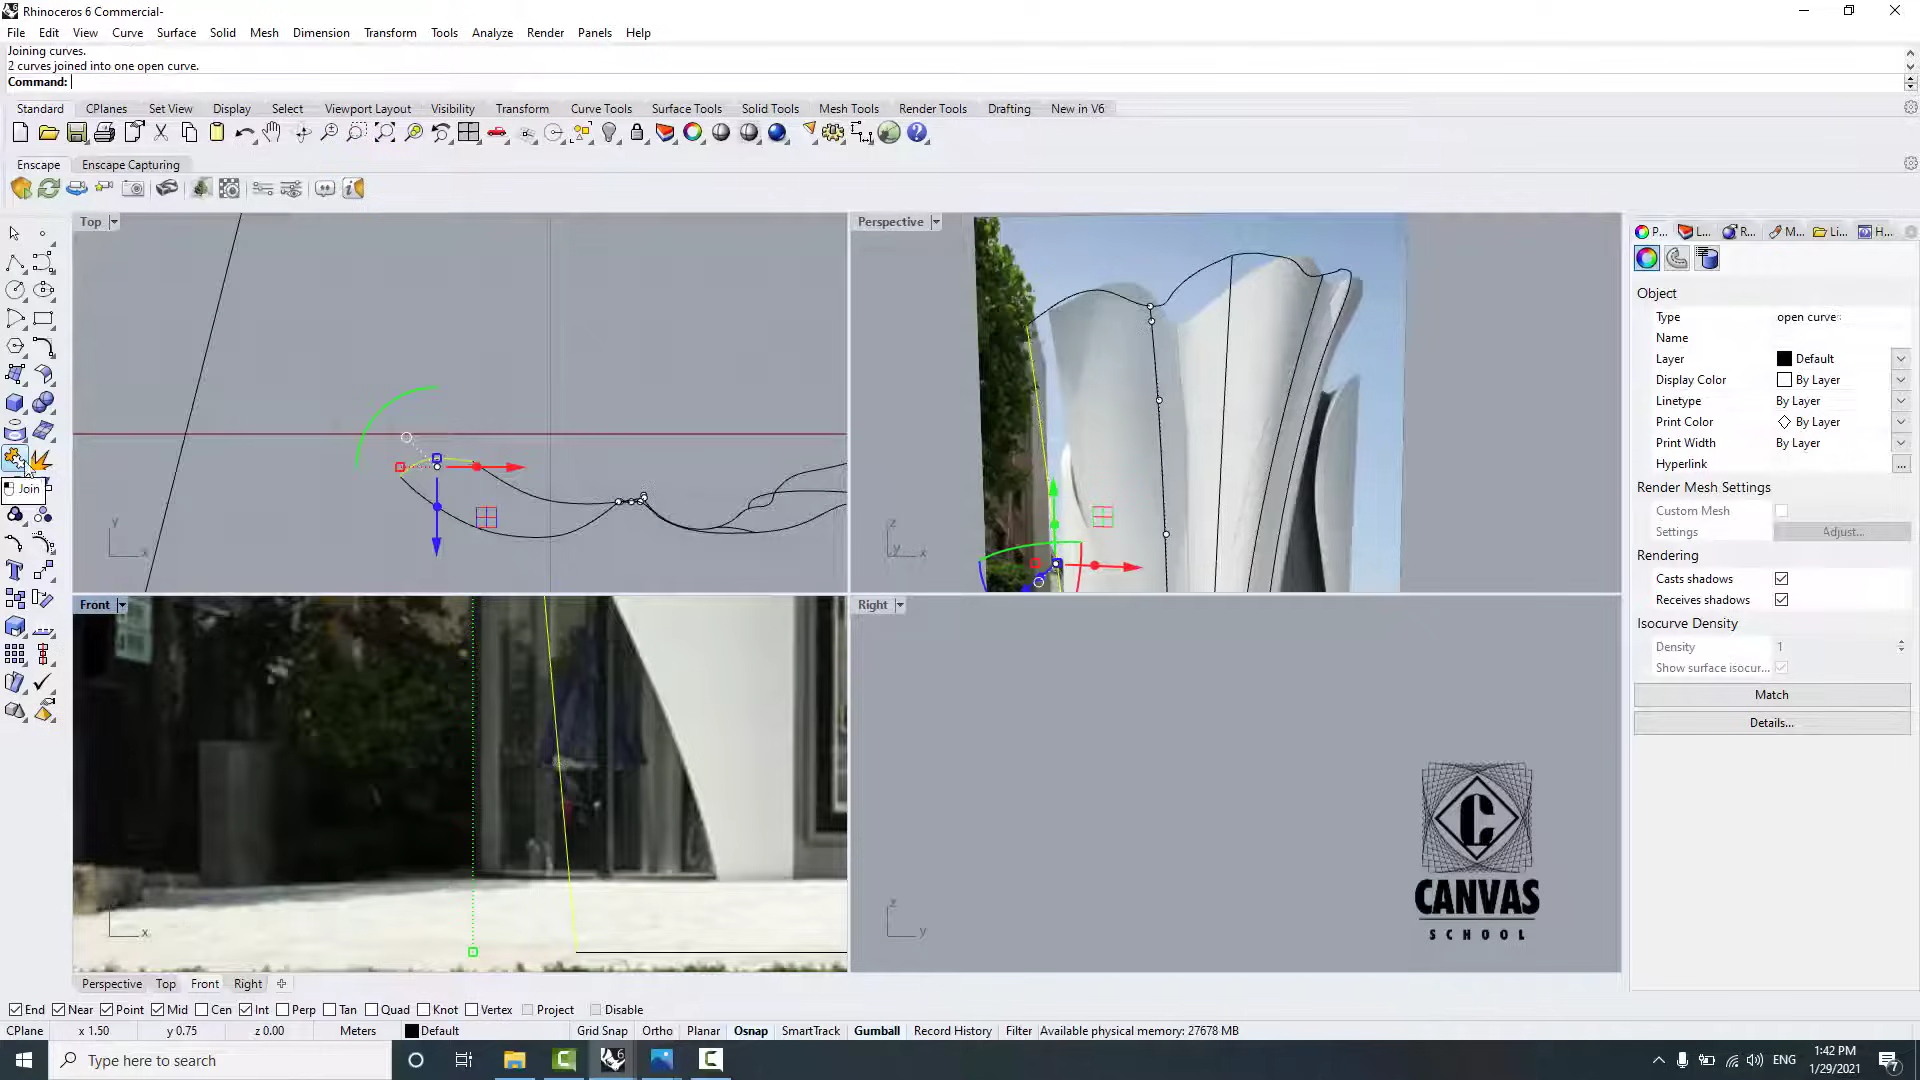 Rhinoceros 6 Commercial-
File Edit View Curve Surface Solid Mesh Dimension Transform Tools Analyze Render Panels Help
Joining curves.
2 curves joined into one open curve.
Command:
Standard CPlanes Set View Display Select Viewport Layout Visibility Transform Curve Tools Surface Tools Solid Tools Mesh Tools Render Tools Drafting New in V6
Enscape Enscape Capturing
Top
Perspective
P... L... R... M... Li... H...
Object
Type open curve
Name
Layer Default
Display Color By Layer
Linetype By Layer
Print Color By Layer
Print Width By Layer
Hyperlink ...
Render Mesh Settings
Custom Mesh
Settings Adjust...
Rendering
Casts shadows
Receives shadows
Isocurve Density
Density 1
Show surface isocur...
Match
Details...
Join
y
x
z
y x
Front
Right
x
z
y
CANVAS
SCHOOL
Perspective Top Front Right
End Near Point Mid Cen Int Perp Tan Quad Knot Vertex Project Disable
CPlane x 1.50 y 0.75 z 0.00 Meters Default Grid Snap Ortho Planar Osnap SmartTrack Gumball Record History Filter Available physical memory: 27678 MB
Type here to search
ENG
1:42 PM
1/29/2021
7